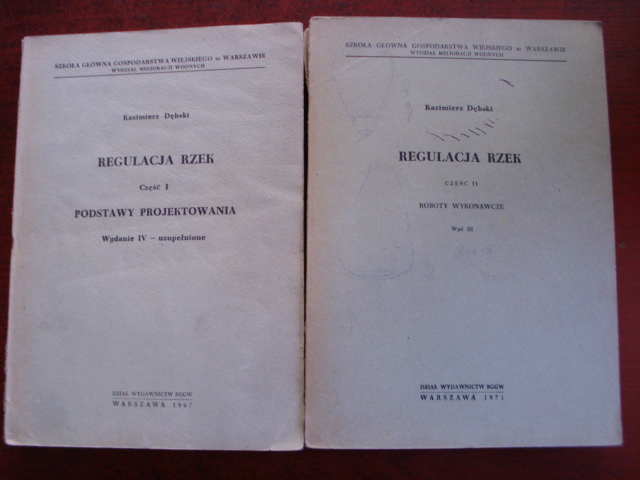 SZKOŁA GŁÓWNA GOSPODARSTWA WIEJSKIEGO w WARSZAWIE
WYDZIAŁ MELIORACJI WODNYCH
Kazimierz Dębski
REGULACJA RZEK
Część I
PODSTAWY PROJEKTOWANIA
Wydanie IV — uzupełnione
DZIAŁ WYDAWNICTW SGGW
WARSZAWA 1967
SZKOŁA GŁÓWNA GOSPODARSTWA WIEJSKIEGO w WARSZAWIE
WYDZIAŁ MELIORACJI WODNYCH
Kazimierz Dębski
REGULACJA RZEK
CZĘŚĆ II
ROBOTY WYKONAWCZE
Wyd.
DZIAŁ WYDAWNICTW SGGW
WARSZAWA 1971